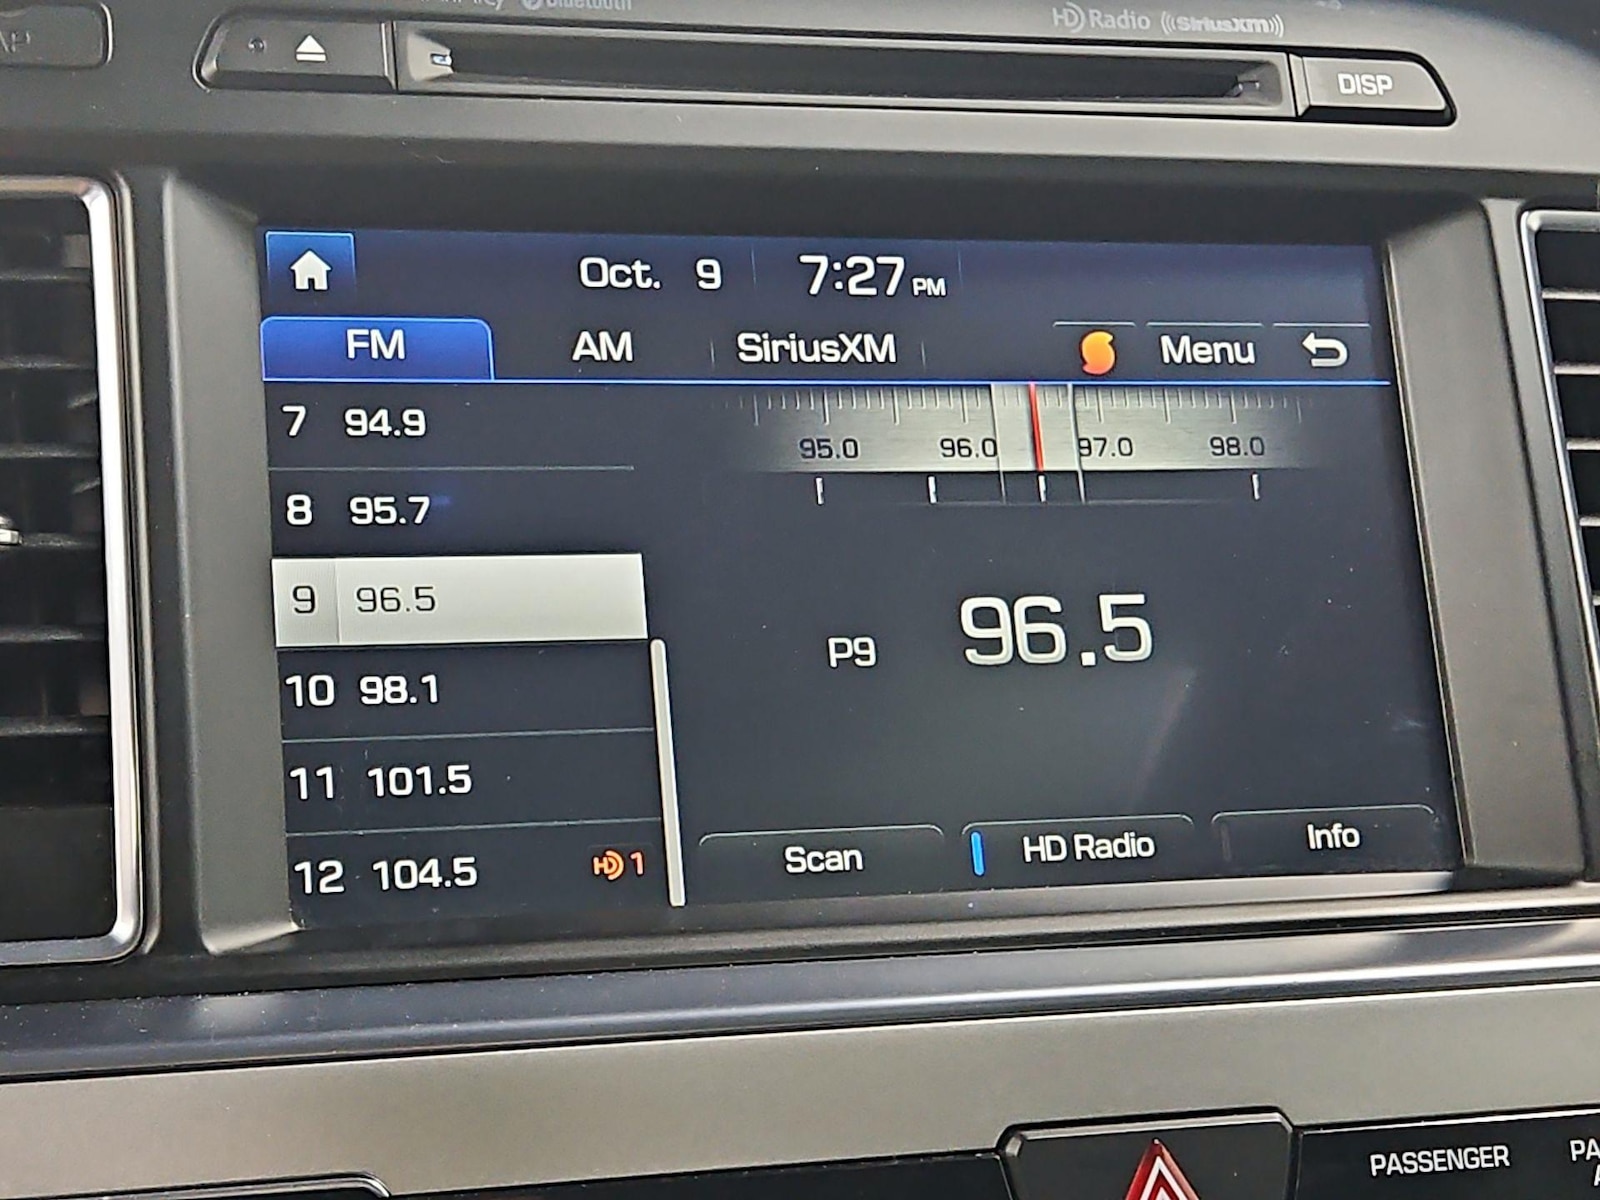 Bluetooth
HD Radio SiriusXM
DISP
Oct. 9 7:27 PM
FM AM SiriusXM Menu
7 94.9
8 95.7
9 96.5
10 98.1
11 101.5
12 104.5 HD 1
95.0 96.0 97.0 98.0
P9 96.5
Scan HD Radio Info
PASSENGER